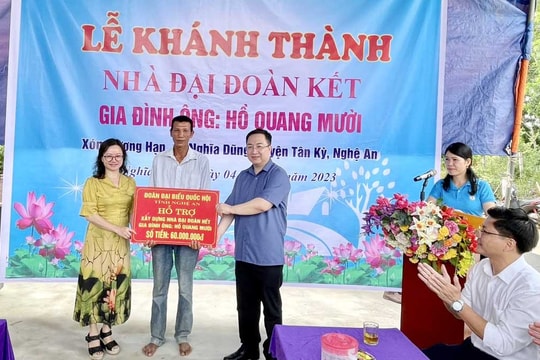 LỄ KHÁNH THÀNH
NHÀ ĐẠI ĐOÀN KẾT
GIA ĐÌNH ÔNG: HỒ QUANG MƯỜI
Nghĩa Dũng, huyện Tân Kỳ, Nghệ An
2023
ĐOÀN ĐẠI BIỂU QUỐC HỘI
TỈNH NGHỆ AN
HỖ TRỢ
XÂY DỰNG NHÀ ĐẠI ĐOÀN KẾT
GIA ĐÌNH ÔNG: HỒ QUANG MƯỜI
SỐ TIỀN: 60.000.000đ